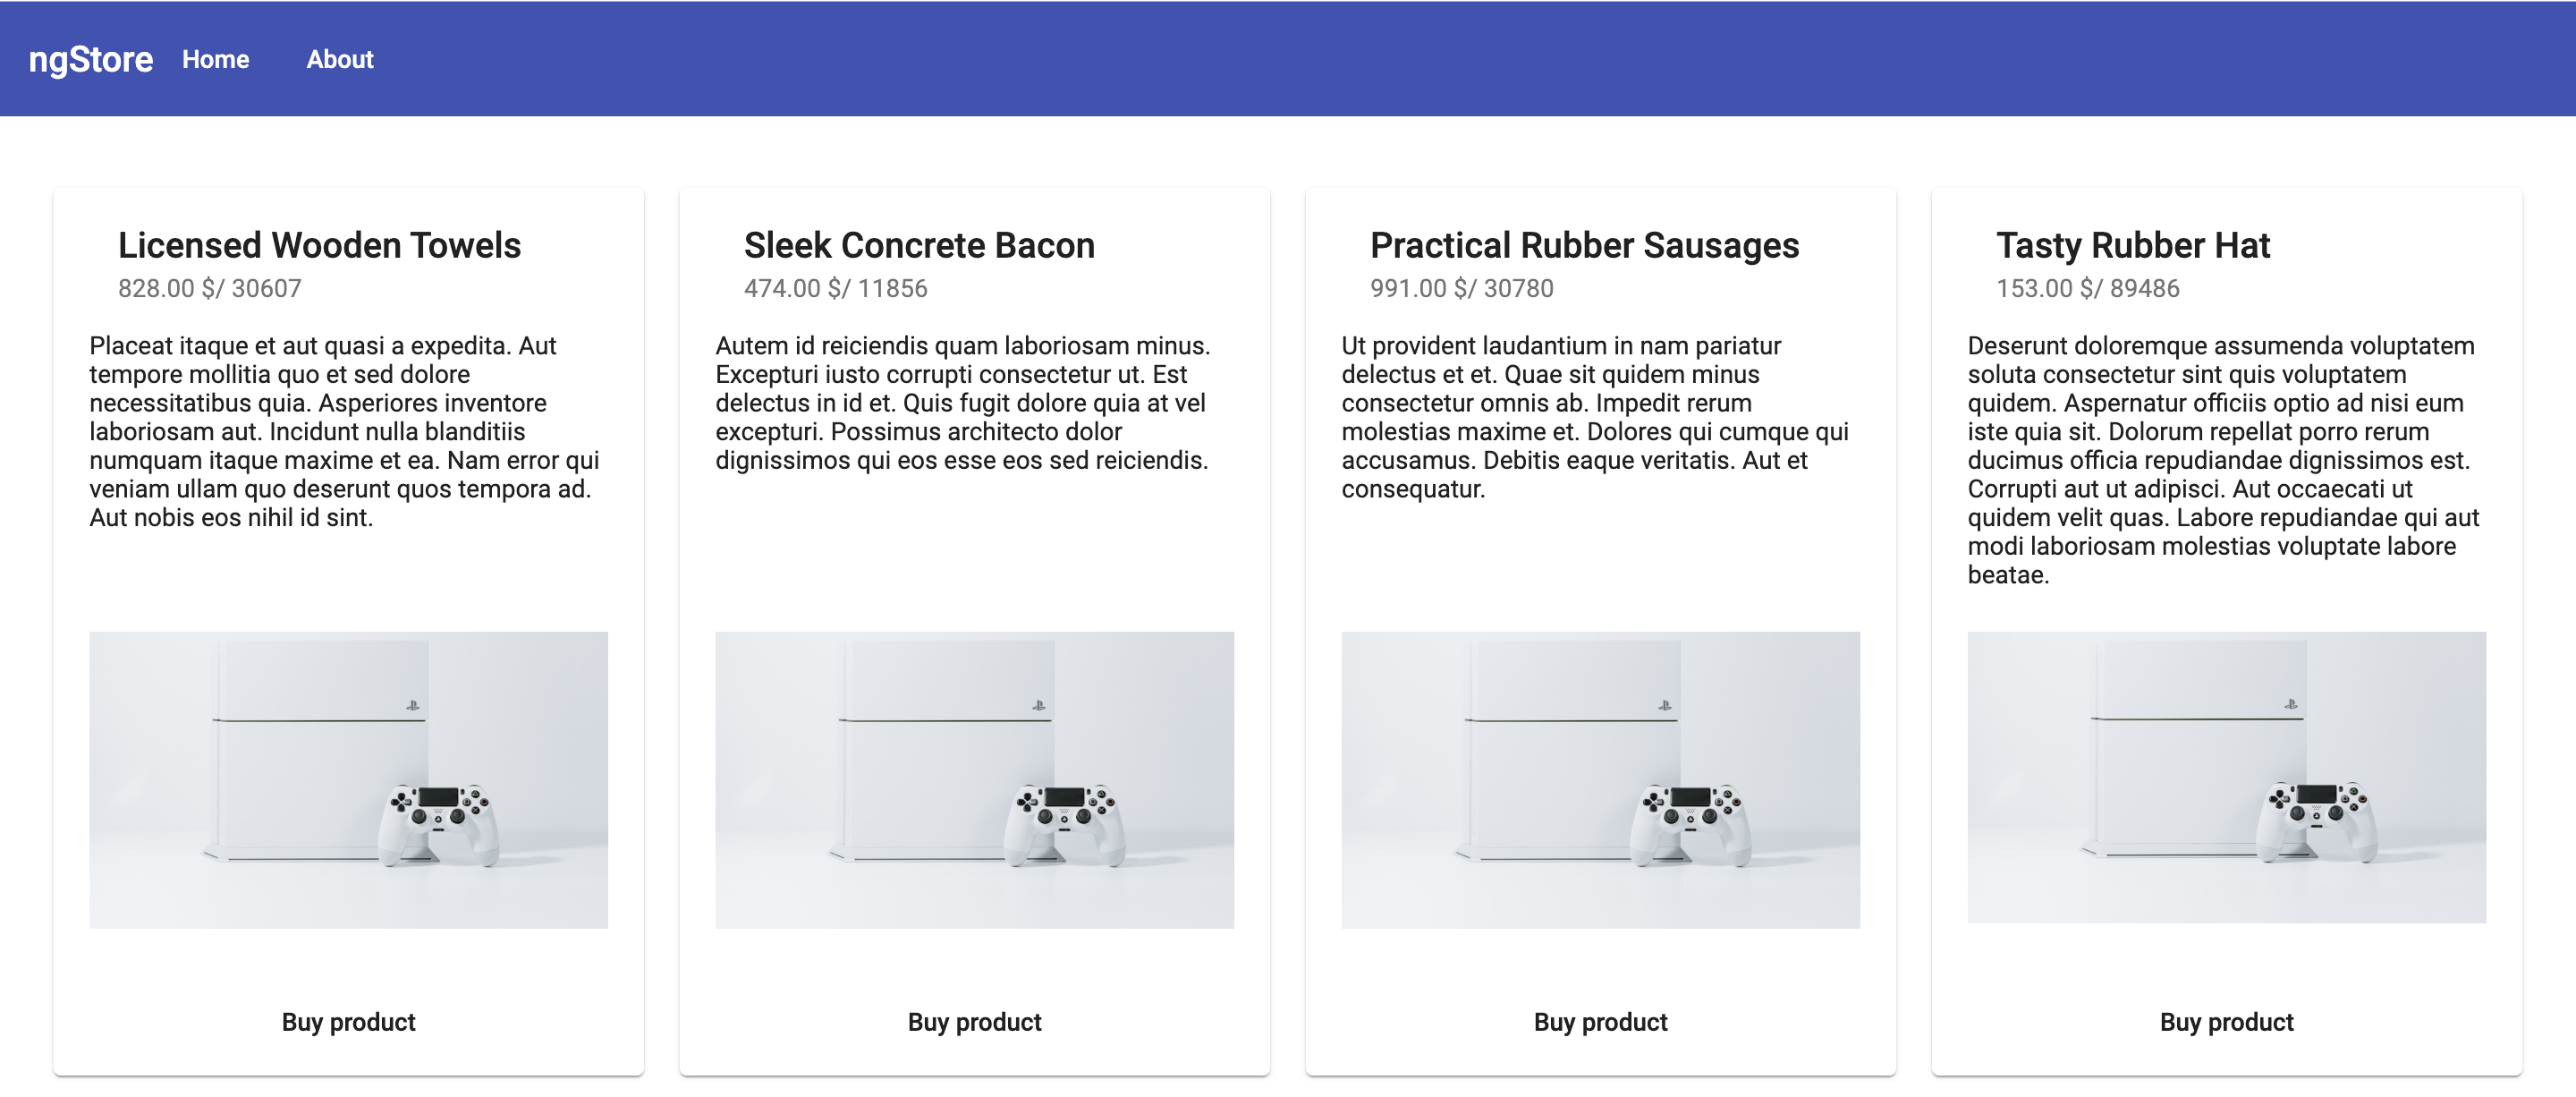 ngStore Home About
Licensed Wooden Towels
828.00 $/ 30607
Placeat itaque et aut quasi a expedita. Aut
tempore mollitia quo et sed dolore
necessitatibus quia. Asperiores inventore
laboriosam aut. Incidunt nulla blanditiis
numquam itaque maxime et ea. Nam error qui
veniam ullam quo deserunt quos tempora ad.
Aut nobis eos nihil id sint.
Buy product
Sleek Concrete Bacon
474.00 $/ 11856
Autem id reiciendis quam laboriosam minus.
Excepturi iusto corrupti consectetur ut. Est
delectus in id et. Quis fugit dolore quia at vel
excepturi. Possimus architecto dolor
dignissimos qui eos esse eos sed reiciendis.
Buy product
Practical Rubber Sausages
991.00 $/ 30780
Ut provident laudantium in nam pariatur
delectus et et. Quae sit quidem minus
consectetur omnis ab. Impedit rerum
molestias maxime et. Dolores qui cumque qui
accusamus. Debitis eaque veritatis. Aut et
consequatur.
Buy product
Tasty Rubber Hat
153.00 $/ 89486
Deserunt doloremque assumenda voluptatem
soluta consectetur sint quis voluptatem
quidem. Aspernatur officiis optio ad nisi eum
iste quia sit. Dolorum repellat porro rerum
ducimus officia repudiandae dignissimos est.
Corrupti aut ut adipisci. Aut occaecati ut
quidem velit quas. Labore repudiandae qui aut
modi laboriosam molestias voluptate labore
beatae.
Buy product